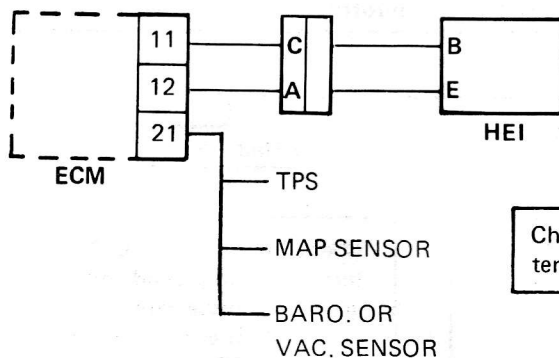 11 C B
12 A E
21 HEI
ECM
TPS
MAP SENSOR
Ch
ter
BARO. OR
VAC. SENSOR